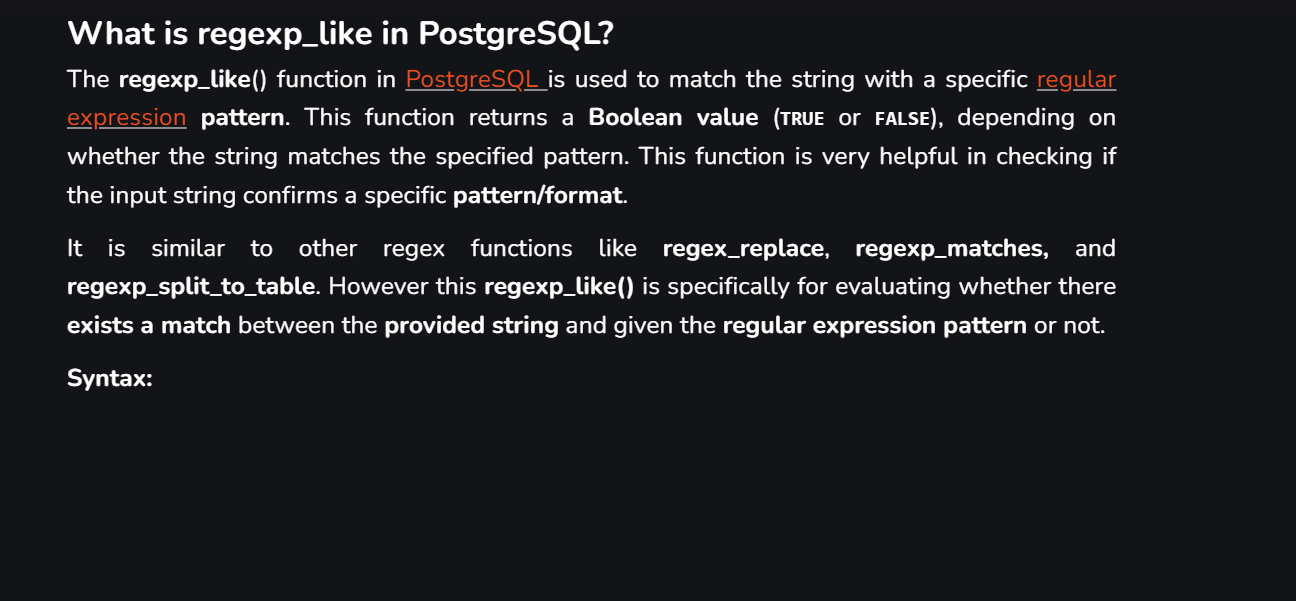 What is regexp_like in PostgreSQL?
The regexp_like() function in PostgreSQL is used to match the string with a specific regular
expression pattern. This function returns a Boolean value (TRUE or FALSE), depending on
whether the string matches the specified pattern. This function is very helpful in checking if
the input string confirms a specific pattern/format.
It is similar to other regex functions like regex_replace, regexp_matches, and
regexp_split_to_table. However this regexp_like() is specifically for evaluating whether there
exists a match between the provided string and given the regular expression pattern or not.
Syntax: